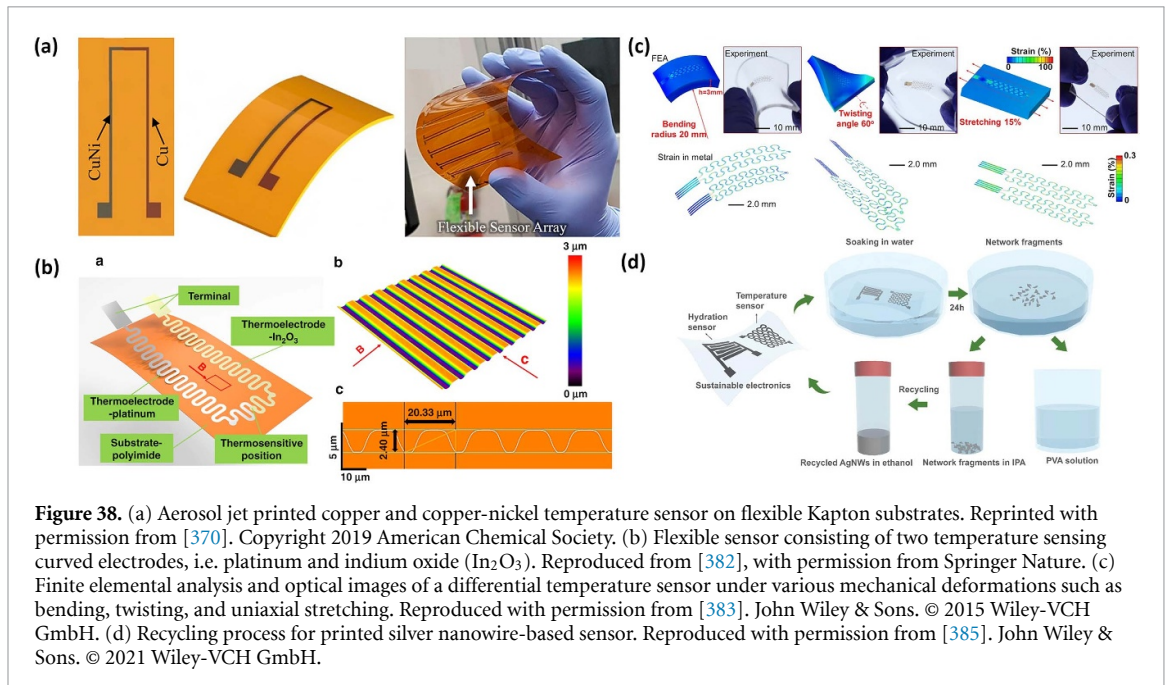 (a)
CuNi
Cu
Flexible Sensor Array
(b)
a
Terminal
Thermoelectrode
-In₂O₃
B
Thermoelectrode
-platinum
Substrate-
polyimide
Thermosensitive
position
b
3 μm
0 μm
B
C
c
20.33 μm
2.40 μm
5 μm
10 μm
(c)
FEA
h=3mm
Bending
radius 20 mm
Experiment
10 mm
Twisting
angle 60°
Experiment
10 mm
Strain (%)
0 100
Stretching 15%
Experiment
10 mm
Strain in metal
2.0 mm
2.0 mm
2.0 mm
0.3
Strain (%)
0
(d)
Soaking in water
Network fragments
Temperature
sensor
Hydration
sensor
24h
Sustainable electronics
Recycling
Recycled AgNWs in ethanol
Network fragments in IPA
PVA solution
Figure 38. (a) Aerosol jet printed copper and copper-nickel temperature sensor on flexible Kapton substrates. Reprinted with
permission from [370]. Copyright 2019 American Chemical Society. (b) Flexible sensor consisting of two temperature sensing
curved electrodes, i.e. platinum and indium oxide (In₂O₃). Reproduced from [382], with permission from Springer Nature. (c)
Finite elemental analysis and optical images of a differential temperature sensor under various mechanical deformations such as
bending, twisting, and uniaxial stretching. Reproduced with permission from [383]. John Wiley & Sons. © 2015 Wiley-VCH
GmbH. (d) Recycling process for printed silver nanowire-based sensor. Reproduced with permission from [385]. John Wiley &
Sons. © 2021 Wiley-VCH GmbH.